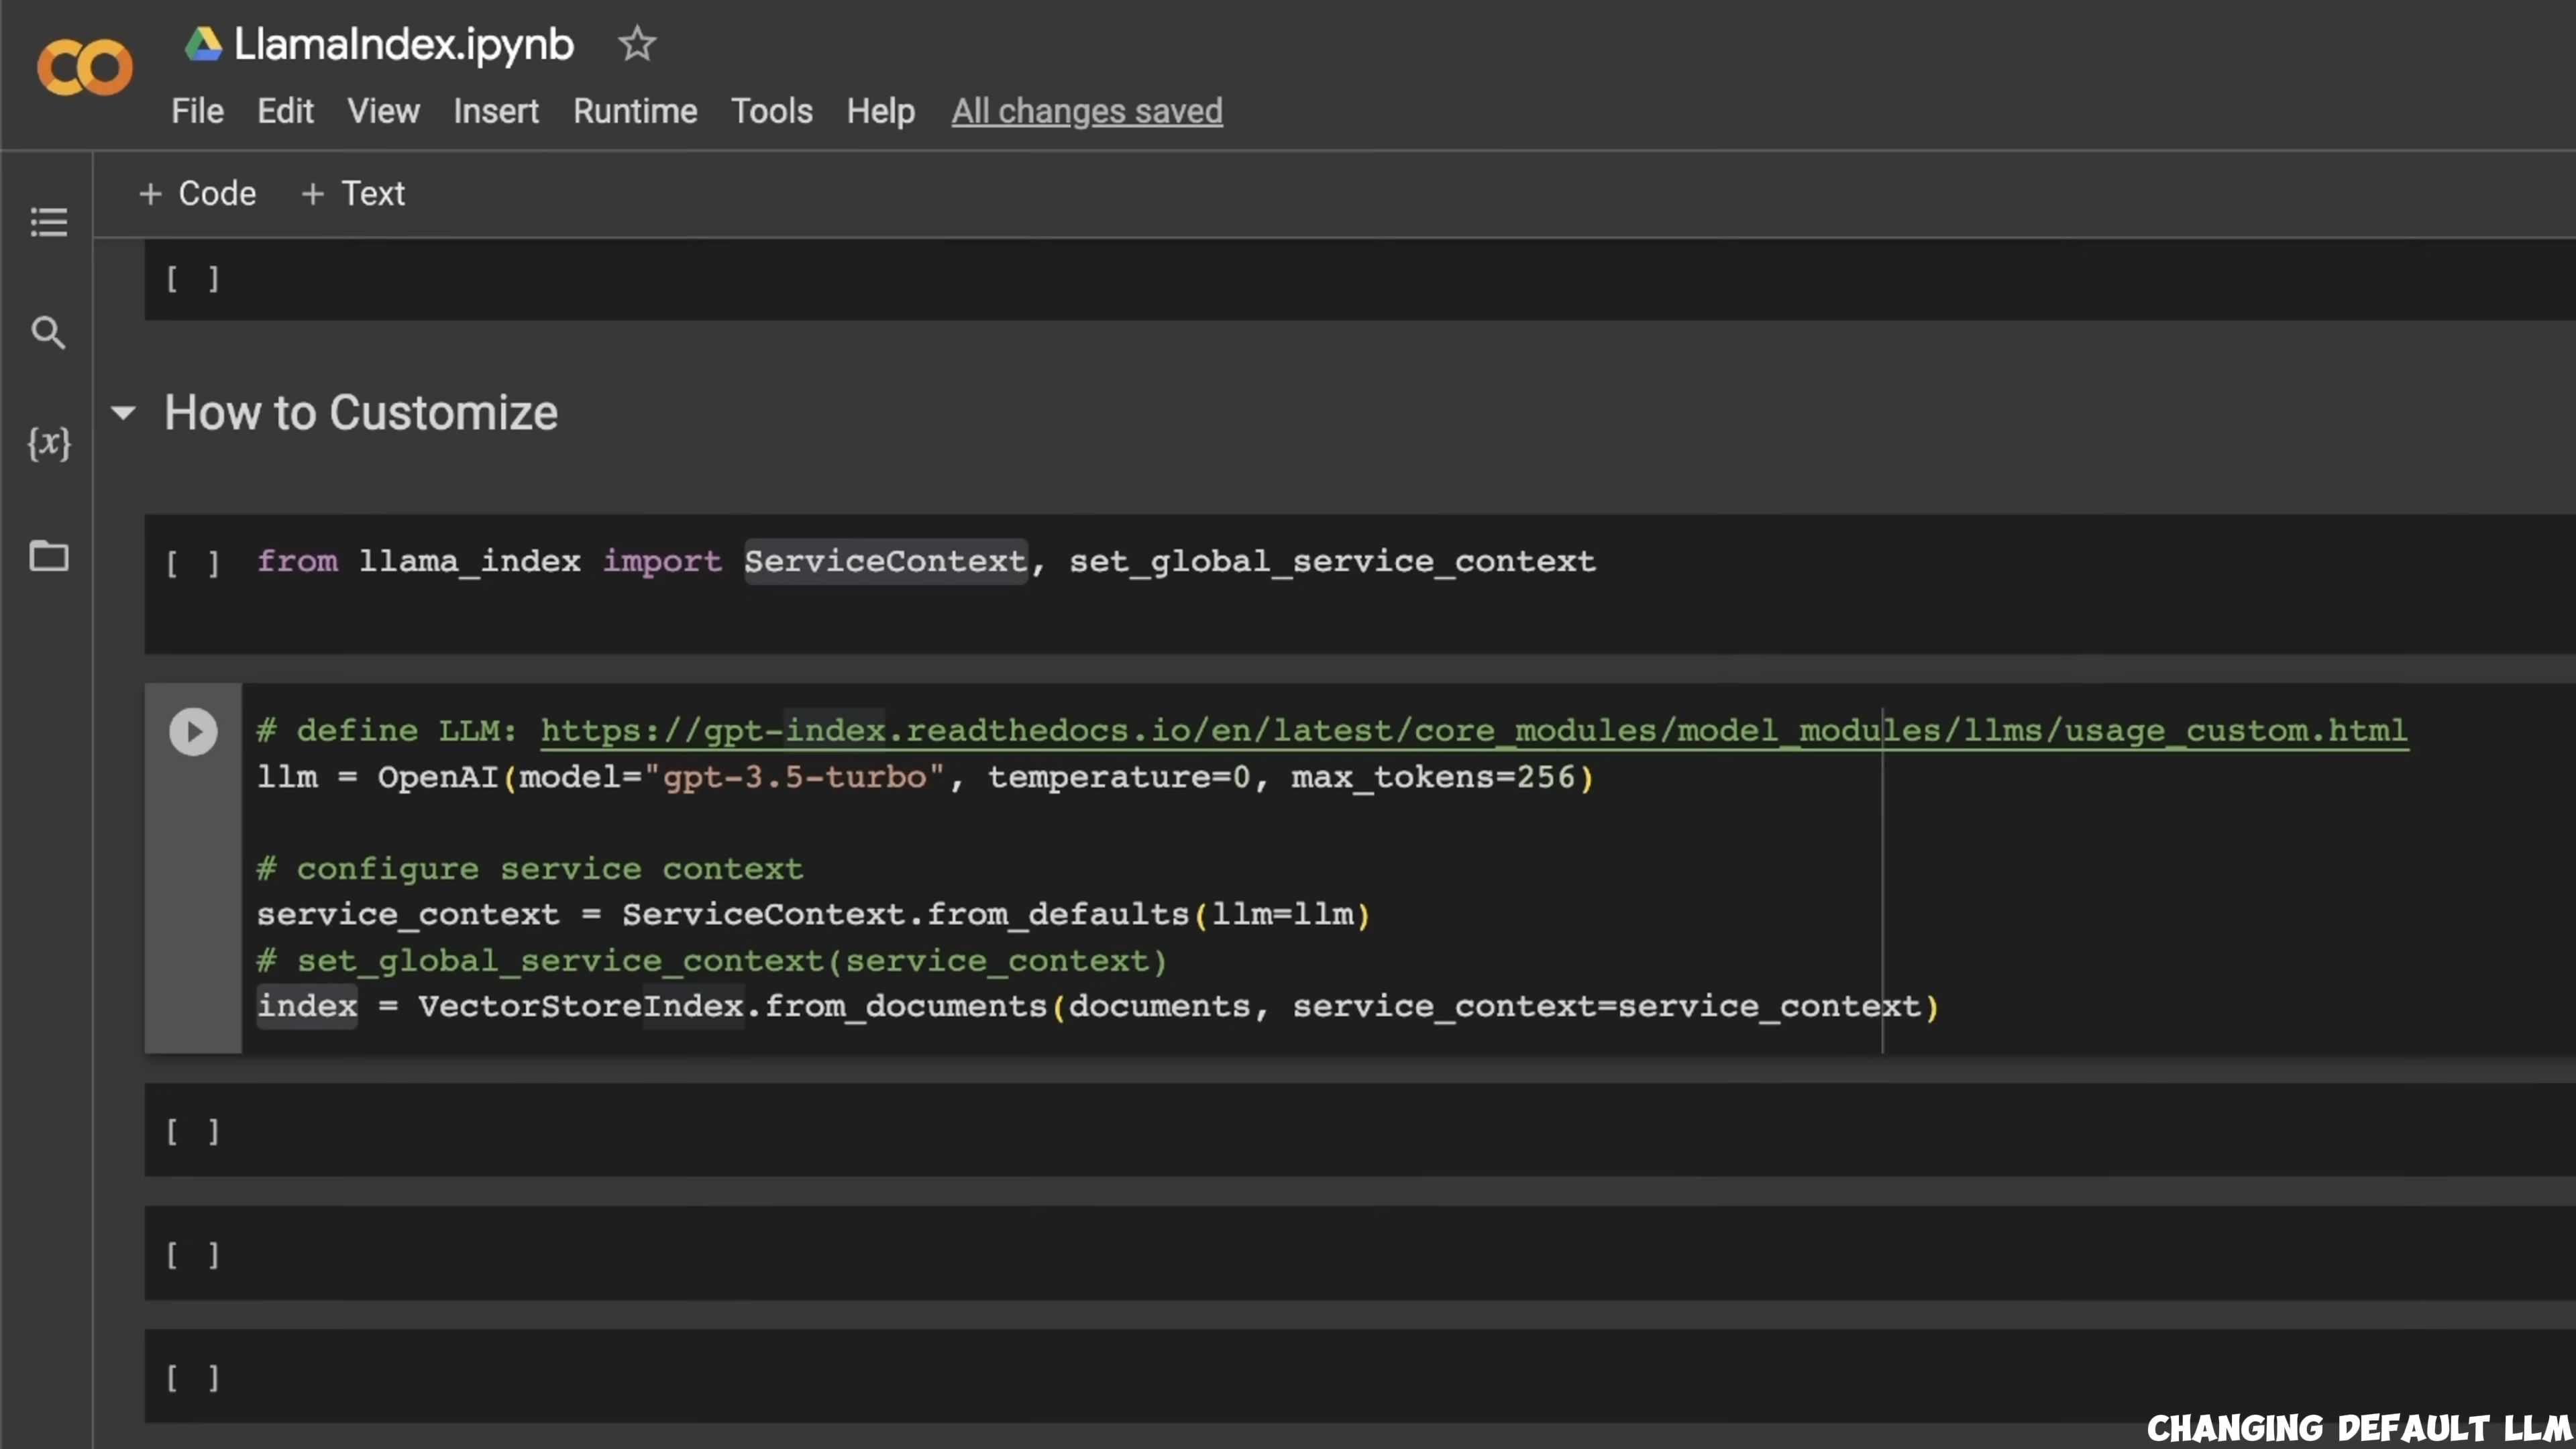 LlamaIndex.ipynb
File Edit View Insert Runtime Tools Help All changes saved
+ Code + Text
[ ]
How to Customize
[ ] from llama_index import ServiceContext, set_global_service_context
{x}
# define LLM: https://gpt-index.readthedocs.io/en/latest/core_modules/model_modules/llms/usage_custom.html
llm = OpenAI(model="gpt-3.5-turbo", temperature=0, max_tokens=256)
# configure service context
service_context = ServiceContext.from_defaults(llm=llm)
# set_global_service_context(service_context)
index = VectorStoreIndex.from_documents(documents, service_context=service_context)
[ ]
[ ]
[ ]
CHANGING DEFAULT LLM